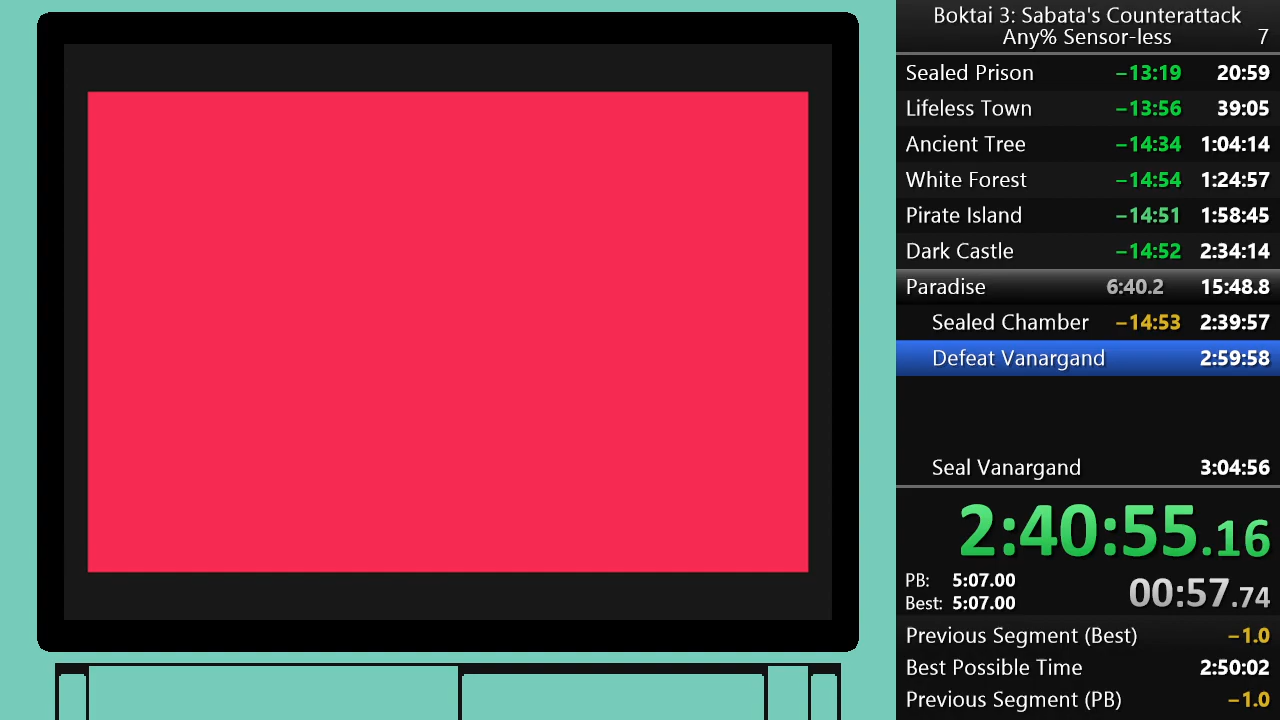 Boktai 3: Sabata's Counterattack
Any% Sensor-less 7
Sealed Prison −13:19 20:59
Lifeless Town −13:56 39:05
Ancient Tree −14:34 1:04:14
White Forest −14:54 1:24:57
Pirate Island −14:51 1:58:45
Dark Castle −14:52 2:34:14
Paradise 6:40.2 15:48.8
Sealed Chamber −14:53 2:39:57
Defeat Vanargand 2:59:58
Seal Vanargand 3:04:56
2:40:55.16
PB: 5:07.00
Best: 5:07.00
00:57.74
Previous Segment (Best) −1.0
Best Possible Time 2:50:02
Previous Segment (PB) −1.0